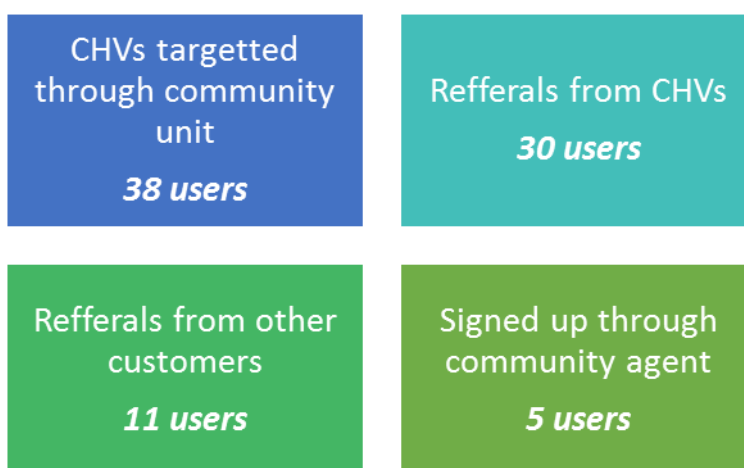 CHVs targetted
through community
unit
38 users
Refferals from CHVs
30 users
Refferals from other
customers
11 users
Signed up through
community agent
5 users